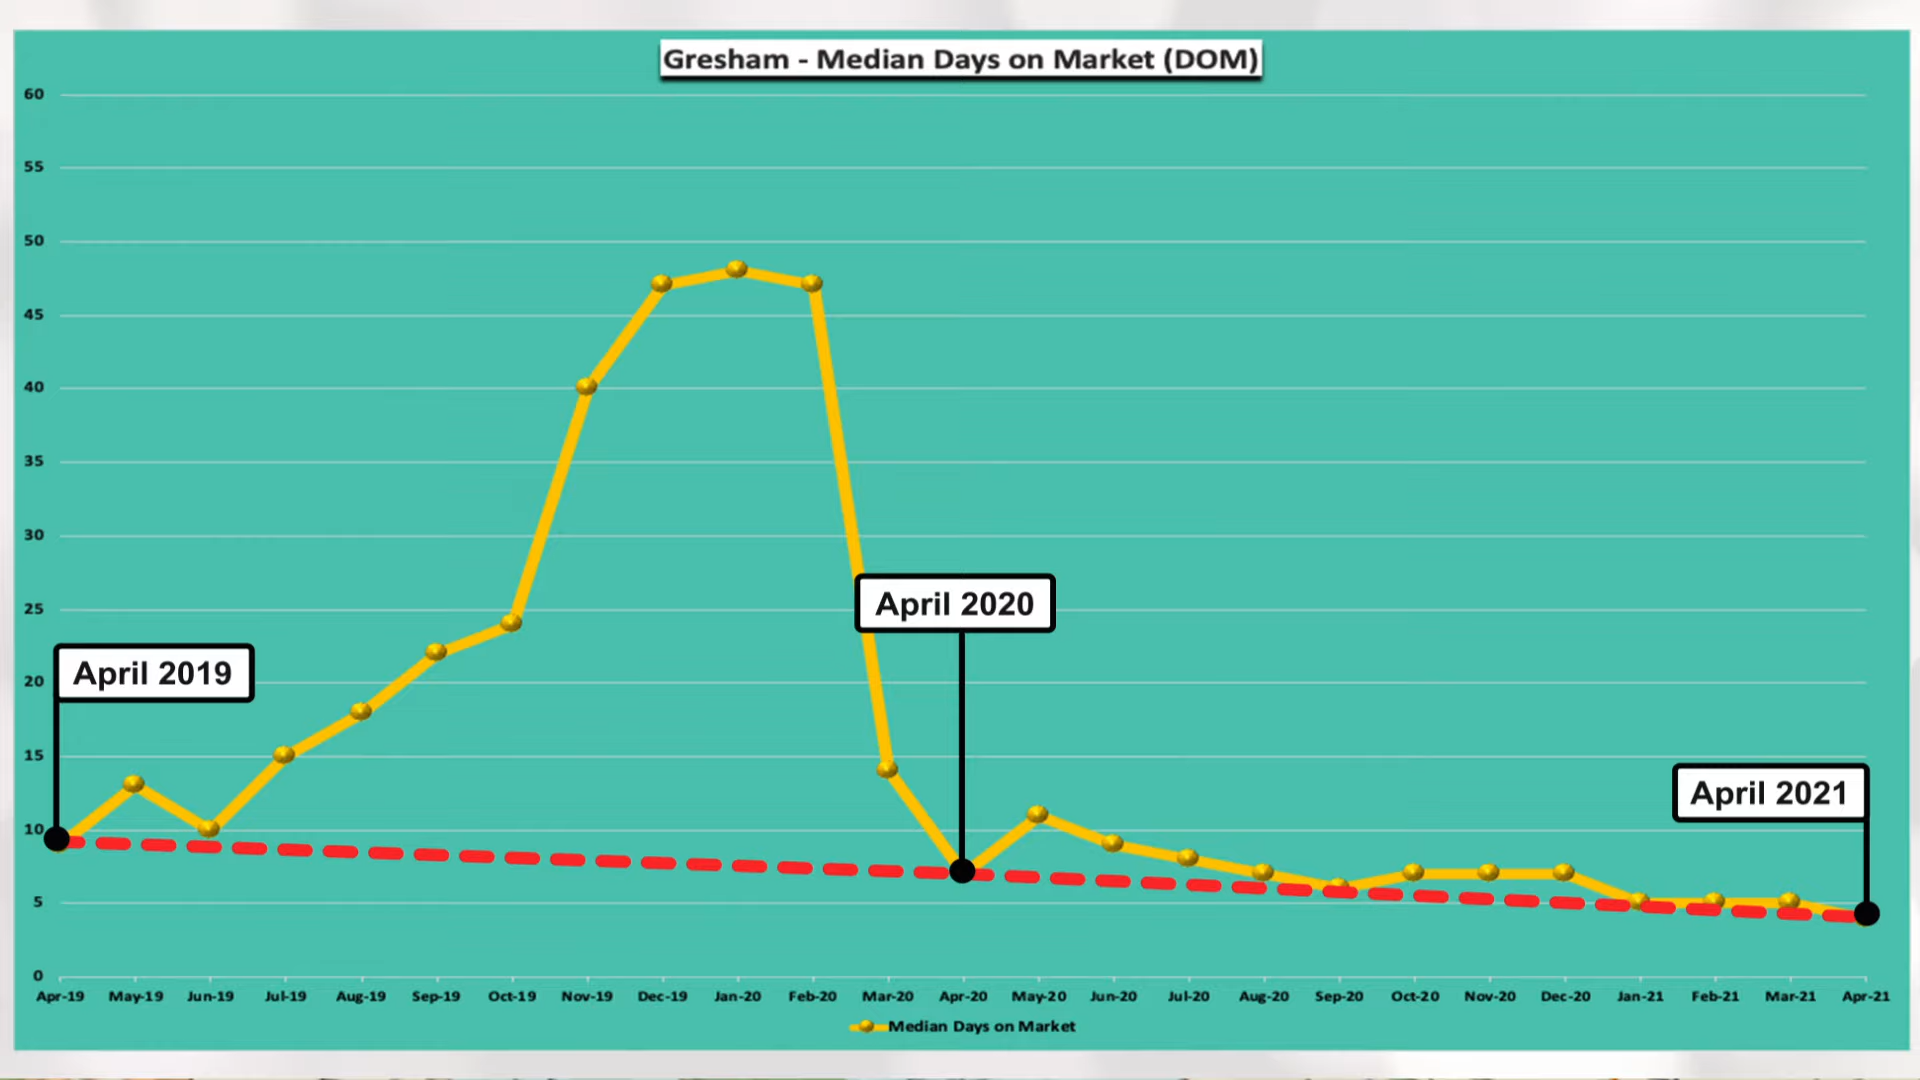 Gresham - Median Days on Market (DOM)
60
55
50
45
40
35
30
25
20
15
10
5
0
April 2019
April 2020
April 2021
Apr-19 May-19 Jun-19 Jul-19 Aug-19 Sep-19 Oct-19 Nov-19 Dec-19 Jan-20 Feb-20 Mar-20 Apr-20 May-20 Jun-20 Jul-20 Aug-20 Sep-20 Oct-20 Nov-20 Dec-20 Jan-21 Feb-21 Mar-21 Apr-21
Median Days on Market